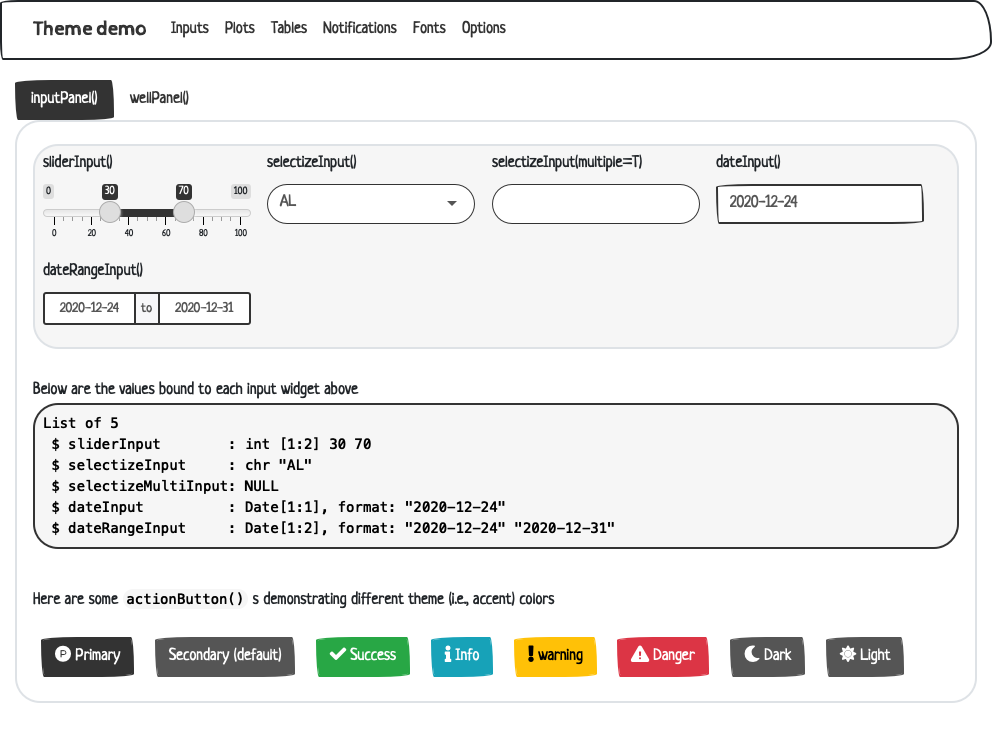 Theme demo Inputs Plots Tables Notifications Fonts Options
inputPanel() wellPanel()
sliderInput() selectizeInput() selectizeInput(multiple=T) dateInput()
0 30 70 100
AL
2020-12-24
0 20 40 60 80 100
dateRangeInput()
2020-12-24 to 2020-12-31
Below are the values bound to each input widget above
List of 5
$ sliderInput : int [1:2] 30 70
$ selectizeInput : chr "AL"
$ selectizeMultiInput: NULL
$ dateInput : Date[1:1], format: "2020-12-24"
$ dateRangeInput : Date[1:2], format: "2020-12-24" "2020-12-31"
Here are some actionButton() s demonstrating different theme (i.e., accent) colors
P Primary Secondary (default) Success Info warning Danger Dark Light